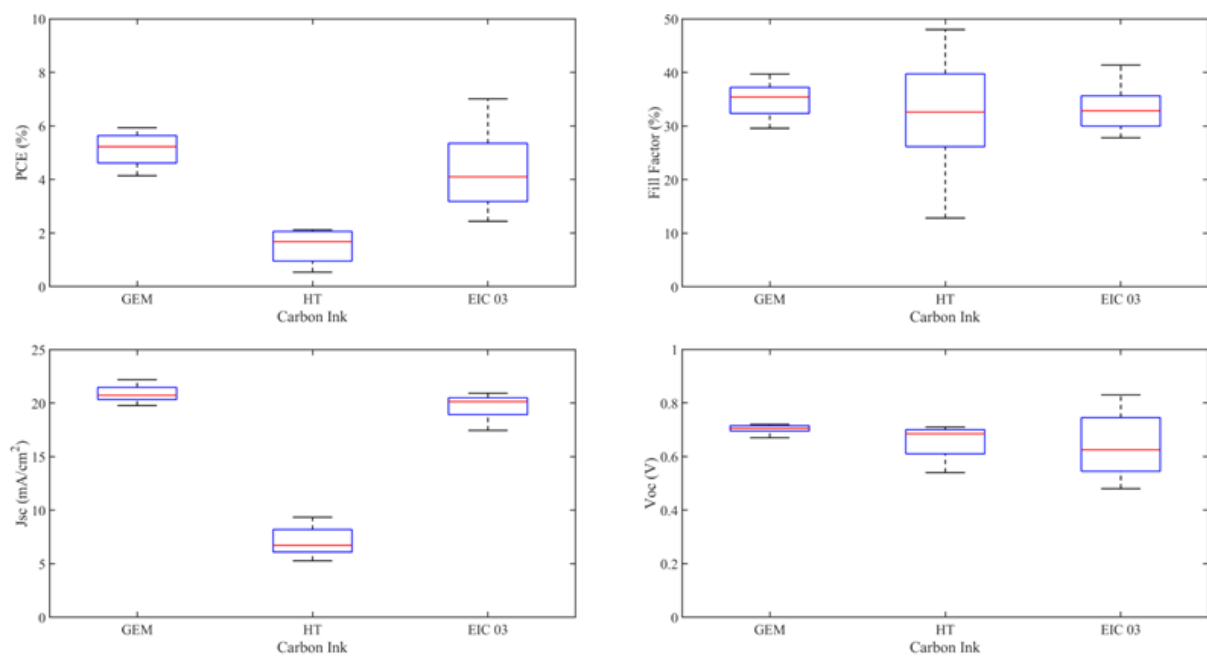 PCE (%)
10
8
6
4
2
0
GEM
HT
EIC 03
Carbon Ink
Fill Factor (%)
50
40
30
20
10
0
GEM
HT
EIC 03
Carbon Ink
Jsc (mA/cm²)
25
20
15
10
5
0
GEM
HT
EIC 03
Carbon Ink
Voc (V)
1
0.8
0.6
0.4
0.2
0
GEM
HT
EIC 03
Carbon Ink